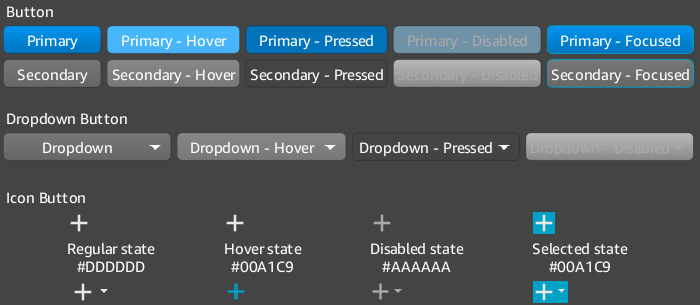 Button
Primary Primary - Hover Primary - Pressed Primary - Disabled Primary - Focused
Secondary Secondary - Hover Secondary - Pressed Secondary - Disabled Secondary - Focused
Dropdown Button
Dropdown Dropdown - Hover Dropdown - Pressed Dropdown - Disabled
Icon Button
Regular state Hover state Disabled state Selected state
#DDDDDD #00A1C9 #AAAAAA #00A1C9